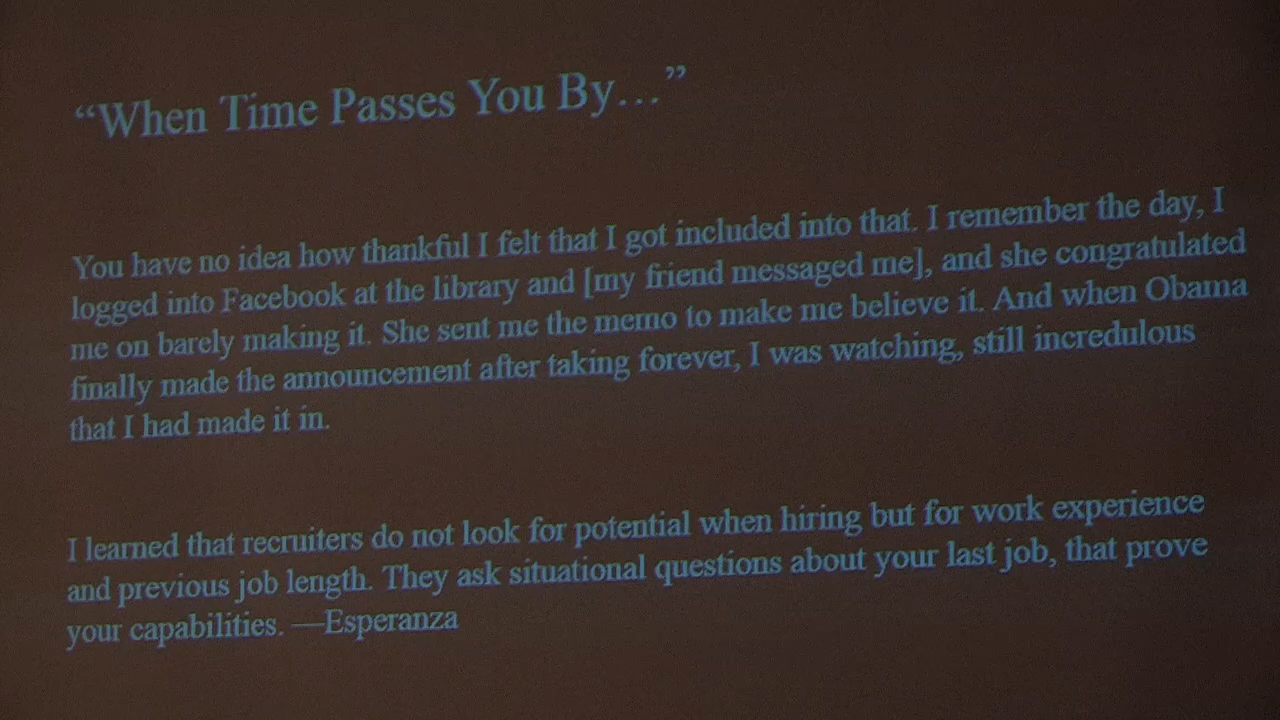 “When Time Passes You By…”
You have no idea how thankful I felt that I got included into that. I remember the day, I
logged into Facebook at the library and [my friend messaged me], and she congratulated
me on barely making it. She sent me the memo to make me believe it. And when Obama
finally made the announcement after taking forever, I was watching, still incredulous
that I had made it in.
I learned that recruiters do not look for potential when hiring but for work experience
and previous job length. They ask situational questions about your last job, that prove
your capabilities. —Esperanza